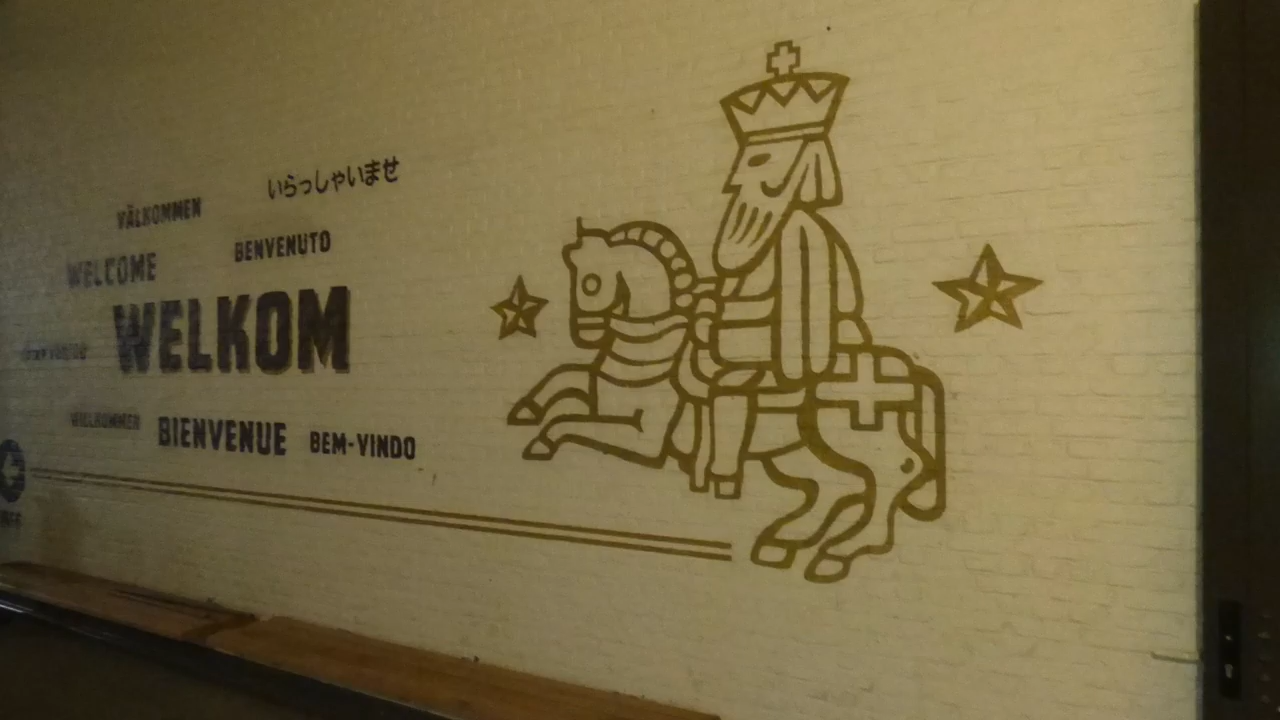 いらっしゃいませ
VÄLKOMMEN
BENVENUTO
WELCOME
WELKOM
WILLKOMMEN BIENVENUE BEM-VINDO